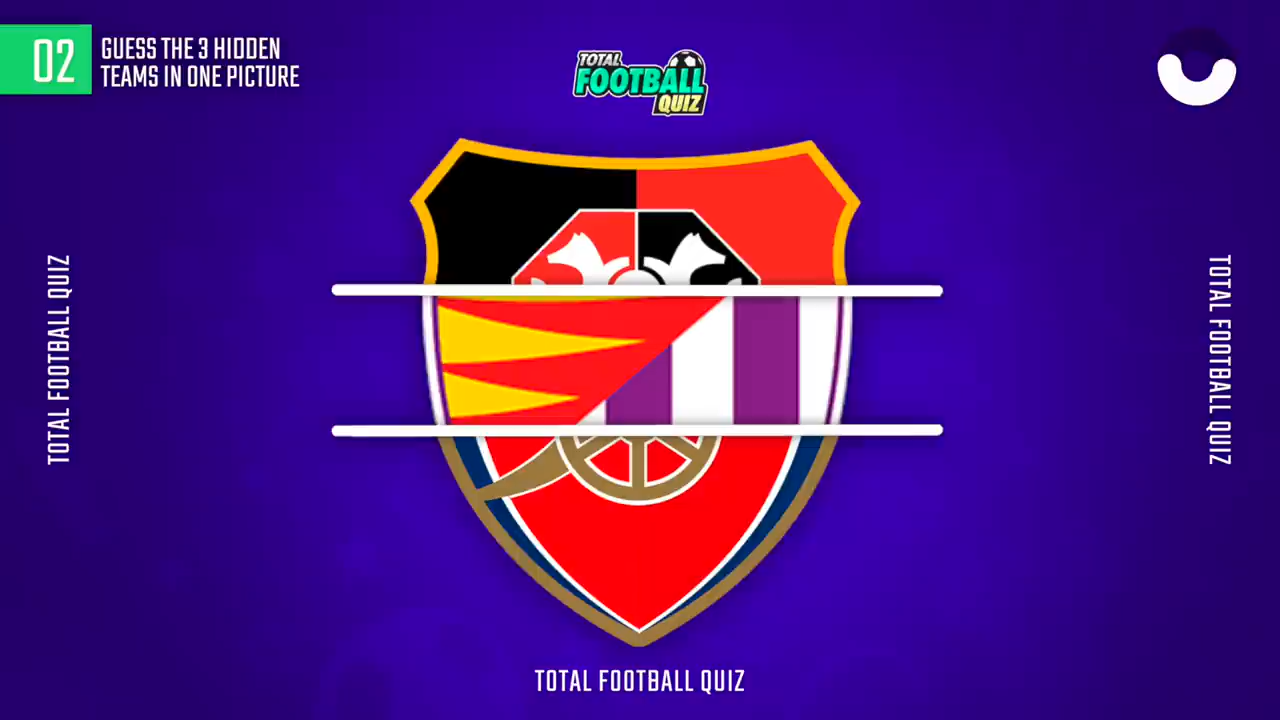 02
GUESS THE 3 HIDDEN
TEAMS IN ONE PICTURE
TOTAL
FOOTBALL
QUIZ
TOTAL FOOTBALL QUIZ
TOTAL FOOTBALL QUIZ
TOTAL FOOTBALL QUIZ